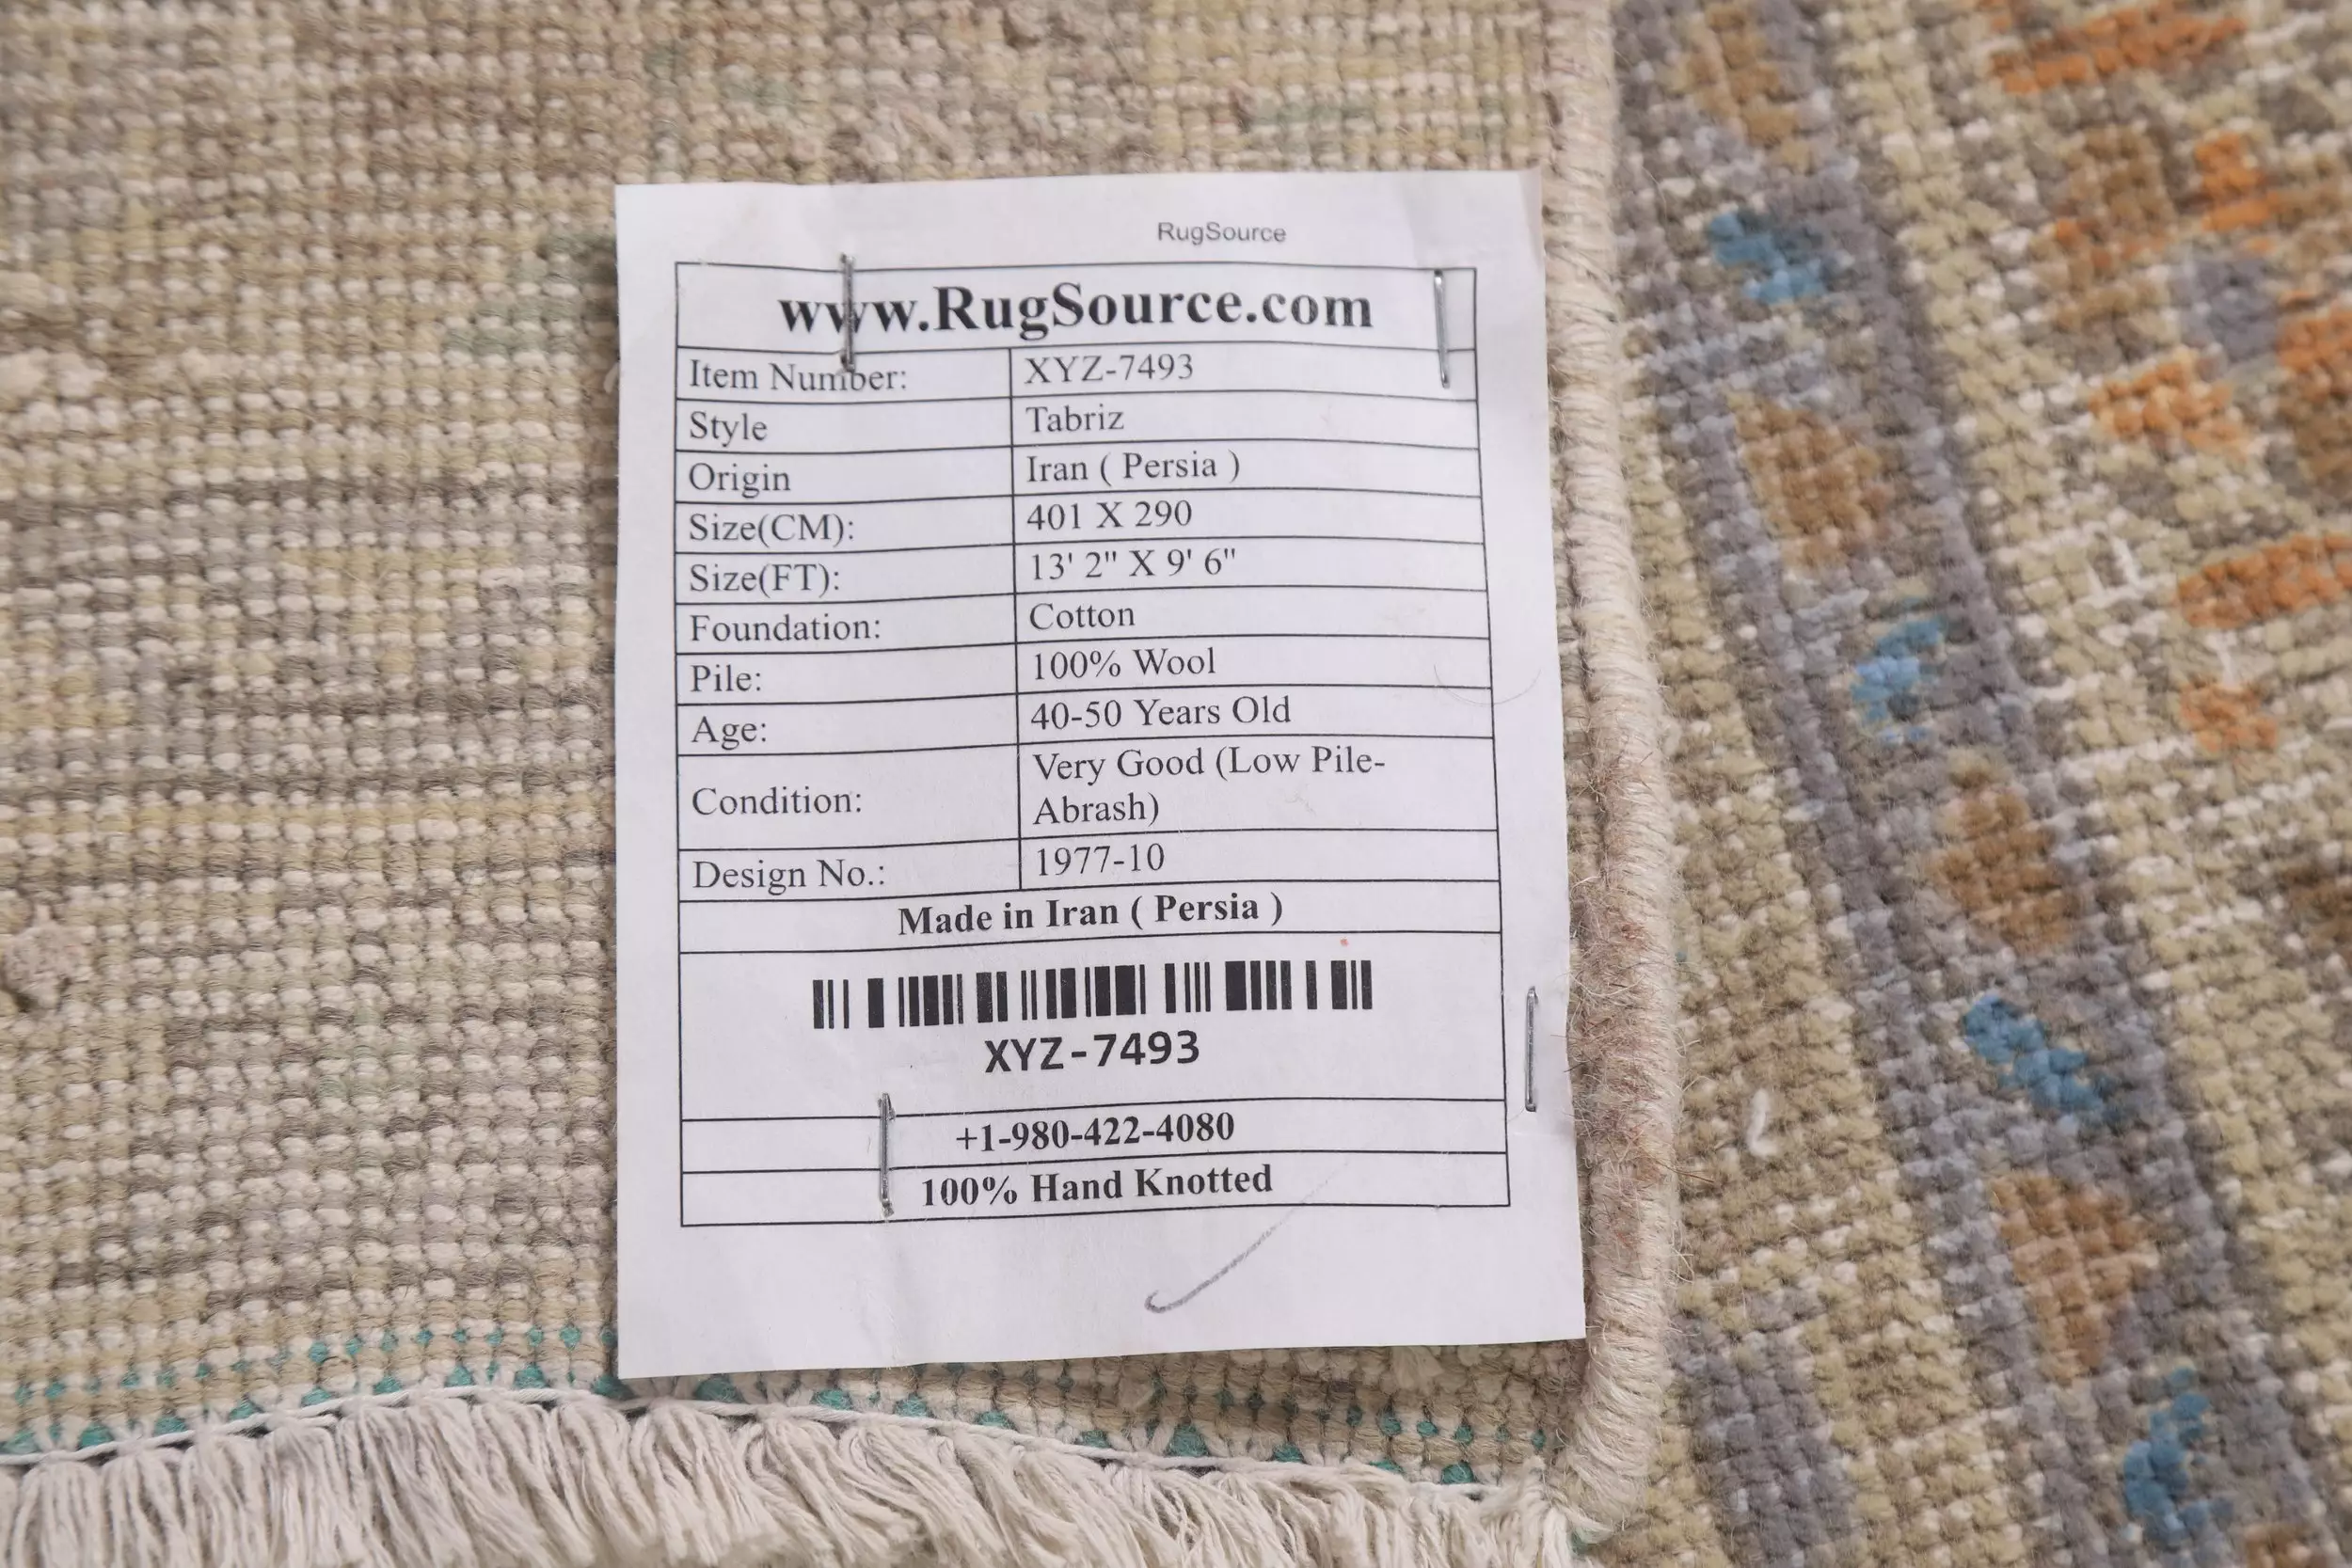 RugSource
www.RugSource.com
Item Number: XYZ-7493
Style Tabriz
Origin Iran ( Persia )
Size(CM): 401 X 290
Size(FT): 13' 2" X 9' 6"
Foundation: Cotton
Pile: 100% Wool
Age: 40-50 Years Old
Condition: Very Good (Low Pile-
Abrash)
Design No.: 1977-10
Made in Iran ( Persia )
XYZ-7493
+1-980-422-4080
100% Hand Knotted